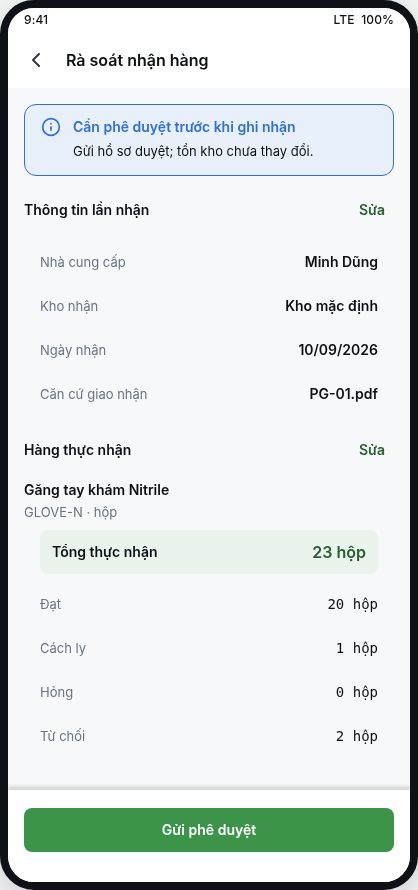 9:41 LTE 100%
Rà soát nhận hàng
Cần phê duyệt trước khi ghi nhận
Gửi hồ sơ duyệt; tồn kho chưa thay đổi.
Thông tin lần nhận Sửa
Nhà cung cấp Minh Dũng
Kho nhận Kho mặc định
Ngày nhận 10/09/2026
Căn cứ giao nhận PG-01.pdf
Hàng thực nhận Sửa
Găng tay khám Nitrile
GLOVE-N · hộp
Tổng thực nhận 23 hộp
Đạt 20 hộp
Cách ly 1 hộp
Hỏng 0 hộp
Từ chối 2 hộp
Gửi phê duyệt